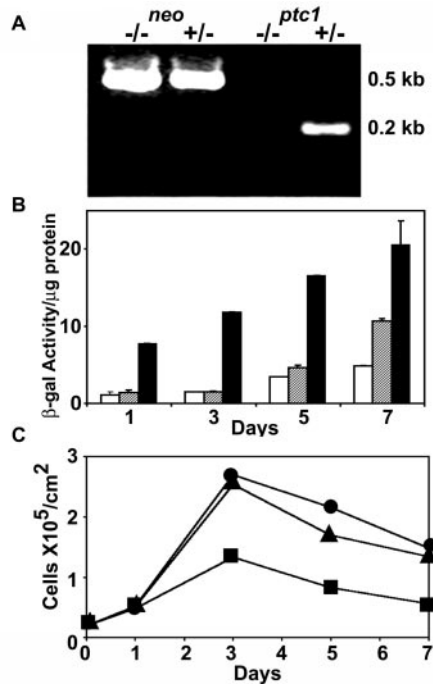 A
neo ptc1
-/- +/- -/- +/-
0.5 kb
0.2 kb
B
β-gal Activity/µg protein
20
10
0
1 3 5 7
Days
C
Cells X10⁵/cm²
3
2
1
0
0 1 2 3 4 5 6 7
Days